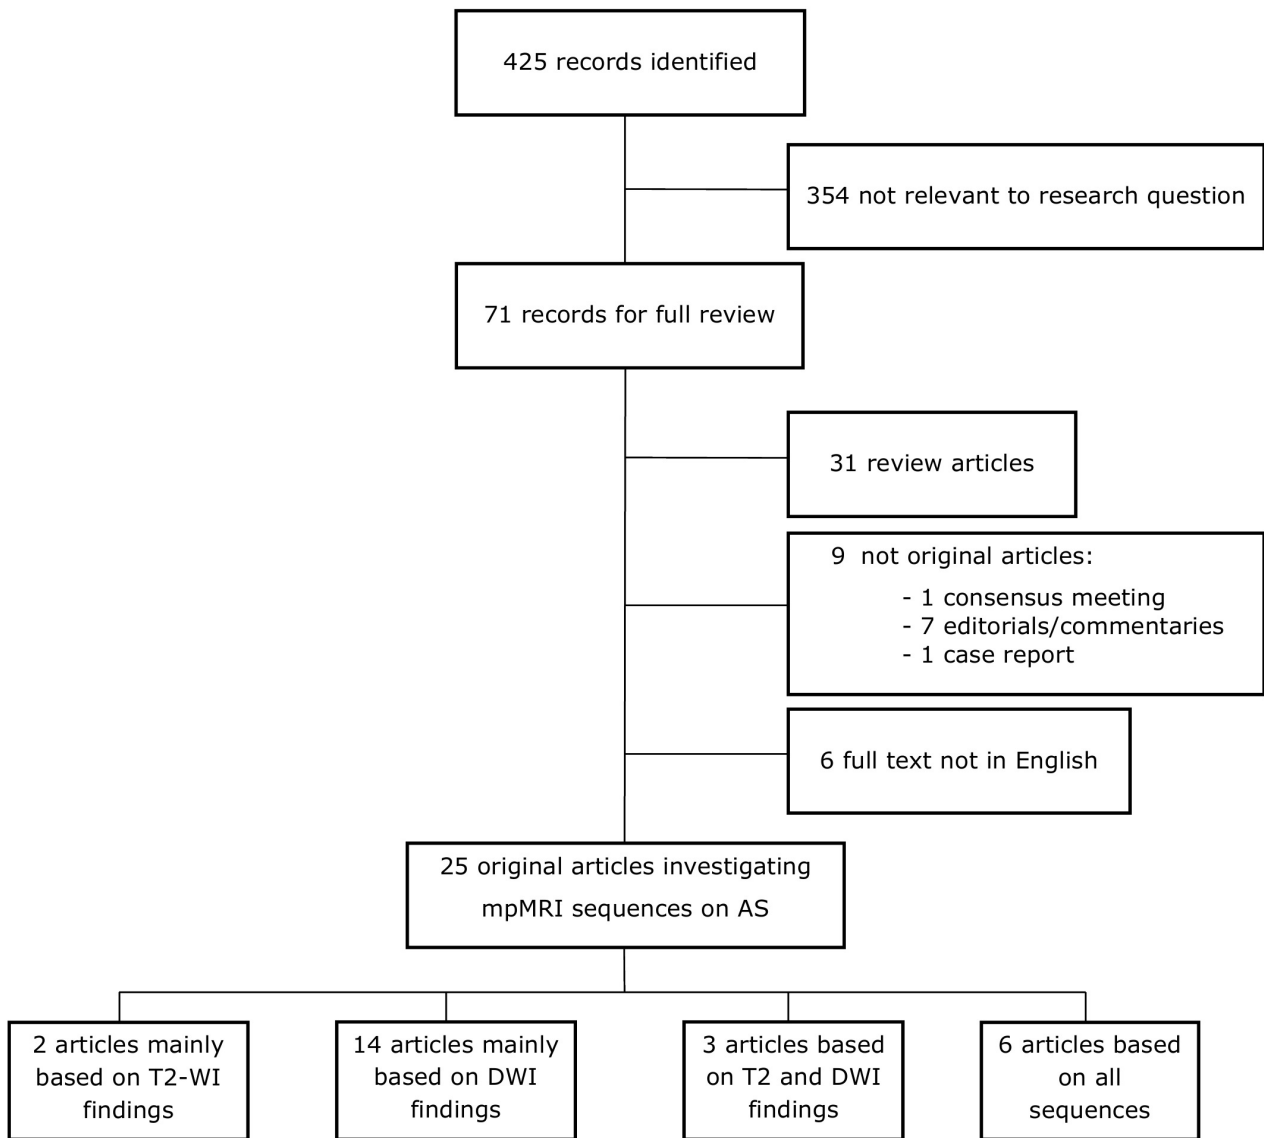 425 records identified
354 not relevant to research question
71 records for full review
31 review articles
9 not original articles:
- 1 consensus meeting
- 7 editorials/commentaries
- 1 case report
6 full text not in English
25 original articles investigating
mpMRI sequences on AS
2 articles mainly
based on T2-WI
findings
14 articles mainly
based on DWI
findings
3 articles based
on T2 and DWI
findings
6 articles based
on all
sequences